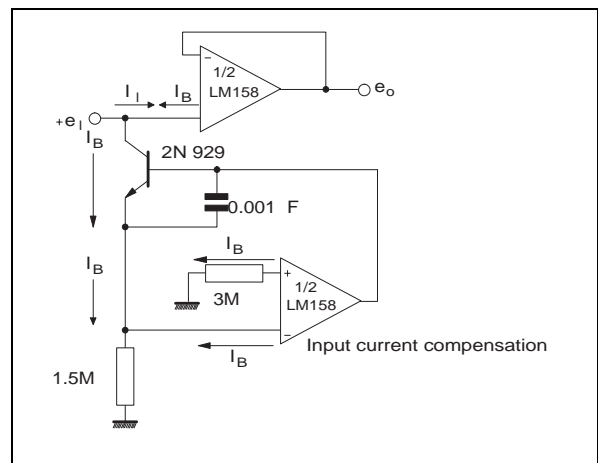 1/2
LM158
e o
I I
I B
+e I
I B
2N 929
0.001 F
I B
I B
3M
1/2
LM158
I B
Input current compensation
1.5M